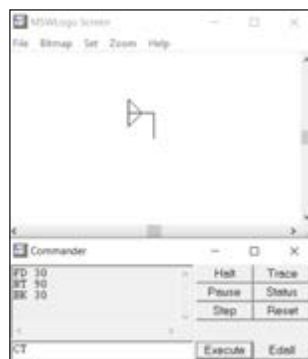 MSWLogo Screen
File Bitmap Set Zoom Help
Commander
FD 30
RT 90
BK 30
Halt Trace
Pause Status
Step Reset
CT
Execute Edall